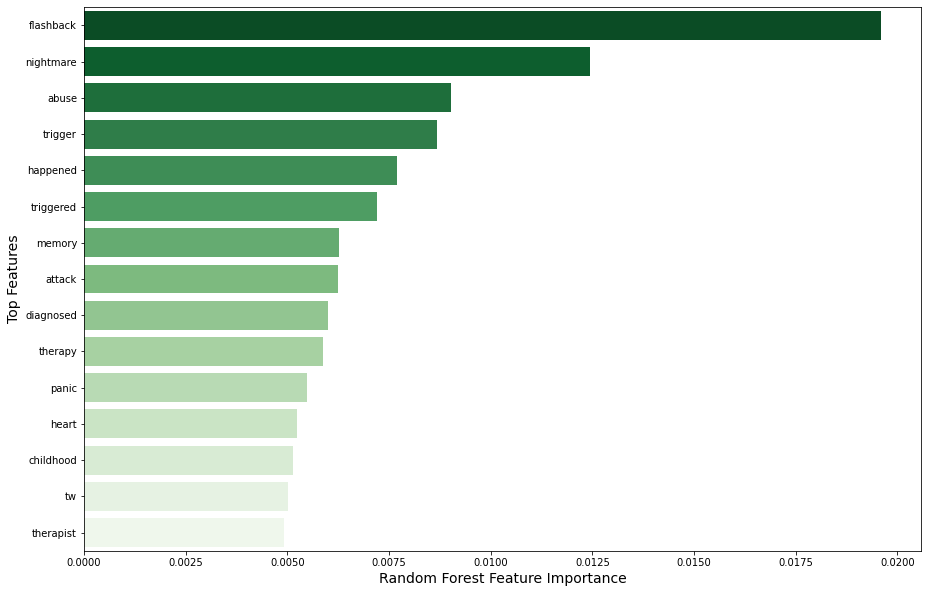 flashback
nightmare
abuse
trigger
happened
triggered
memory
attack
diagnosed
therapy
panic
heart
childhood
tw
therapist
Top Features
0.0000 0.0025 0.0050 0.0075 0.0100 0.0125 0.0150 0.0175 0.0200
Random Forest Feature Importance